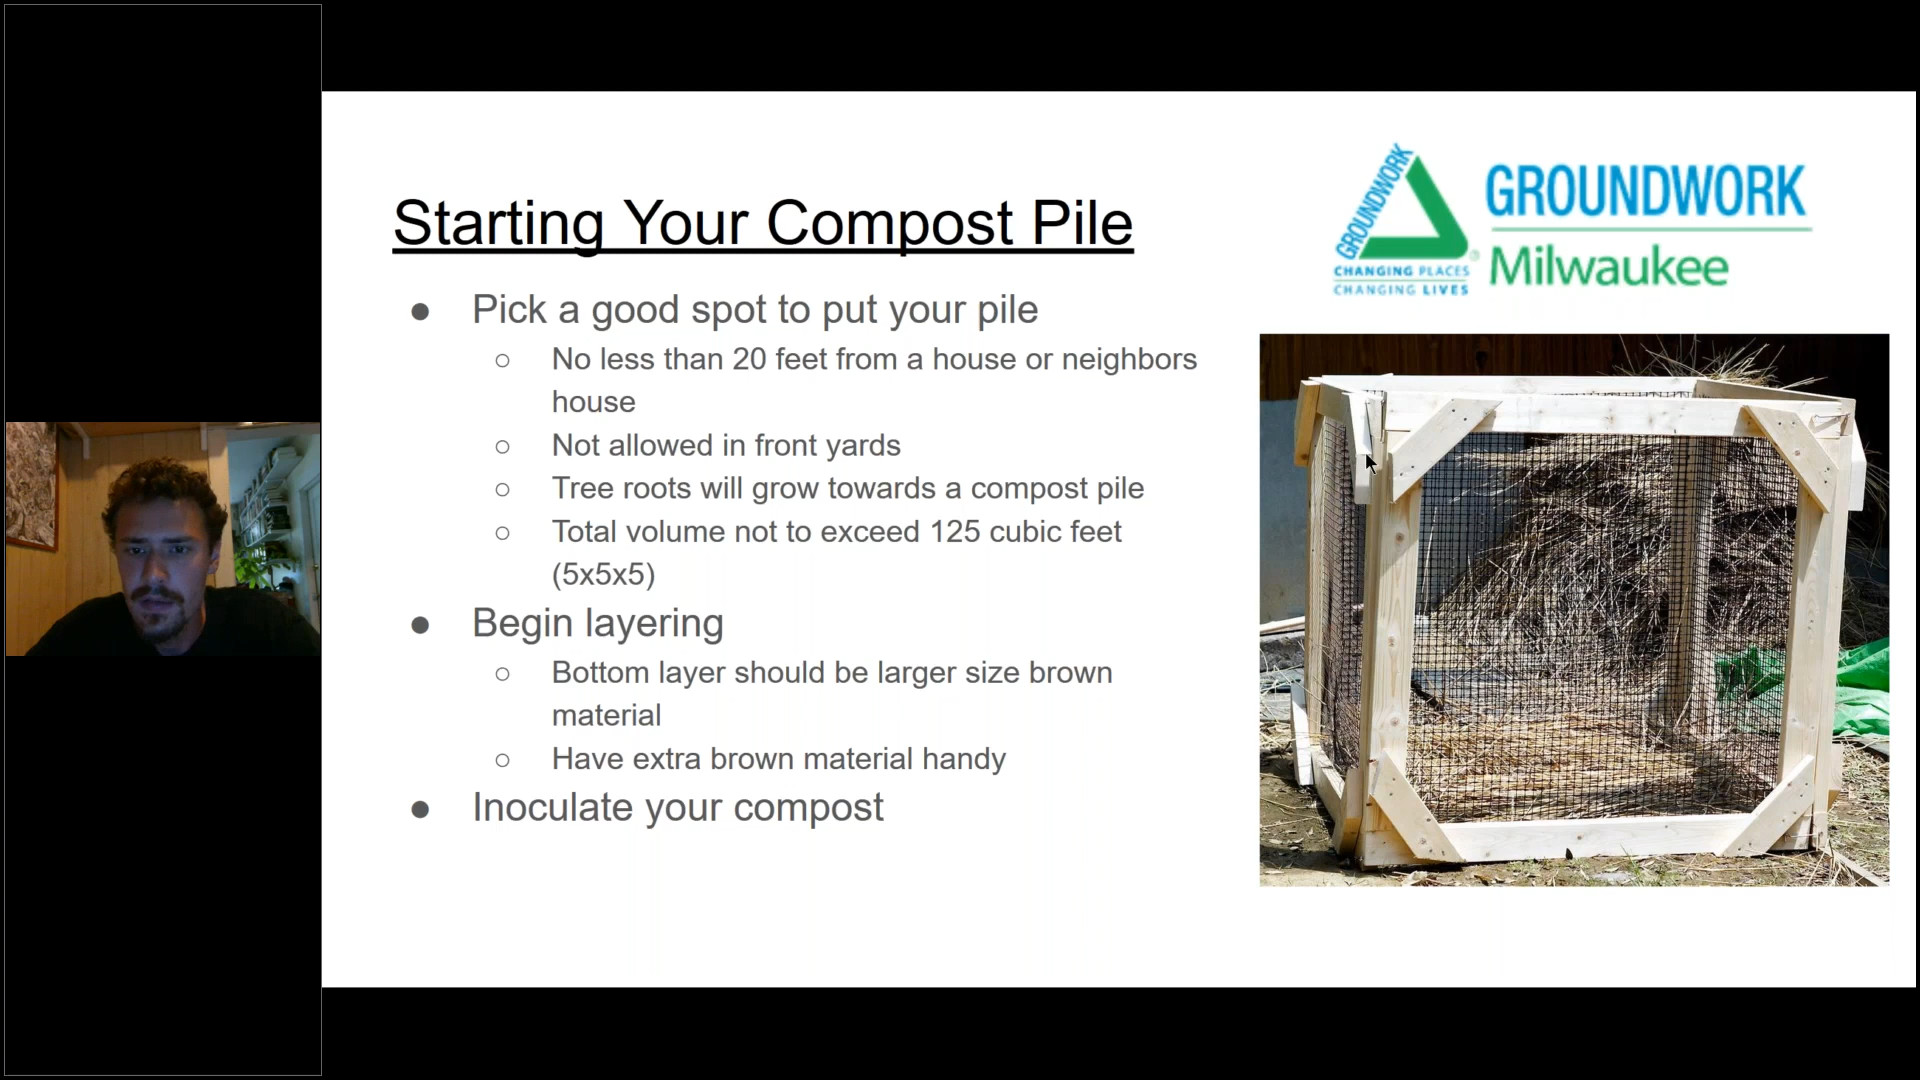 Starting Your Compost Pile
● Pick a good spot to put your pile
○ No less than 20 feet from a house or neighbors
house
○ Not allowed in front yards
○ Tree roots will grow towards a compost pile
○ Total volume not to exceed 125 cubic feet
(5x5x5)
● Begin layering
○ Bottom layer should be larger size brown
material
○ Have extra brown material handy
● Inoculate your compost
GROUNDWORK
CHANGING PLACES
CHANGING LIVES
®
GROUNDWORK
Milwaukee